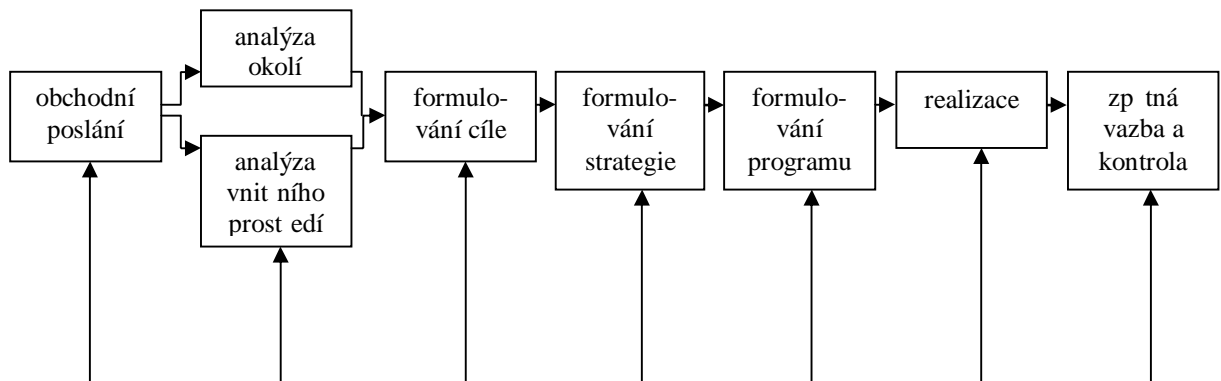 obchodní
poslání
analýza
okolí
analýza
vnit ního
prost edí
formulo-
vání cíle
formulo-
vání
strategie
formulo-
vání
programu
realizace
zp tná
vazba a
kontrola